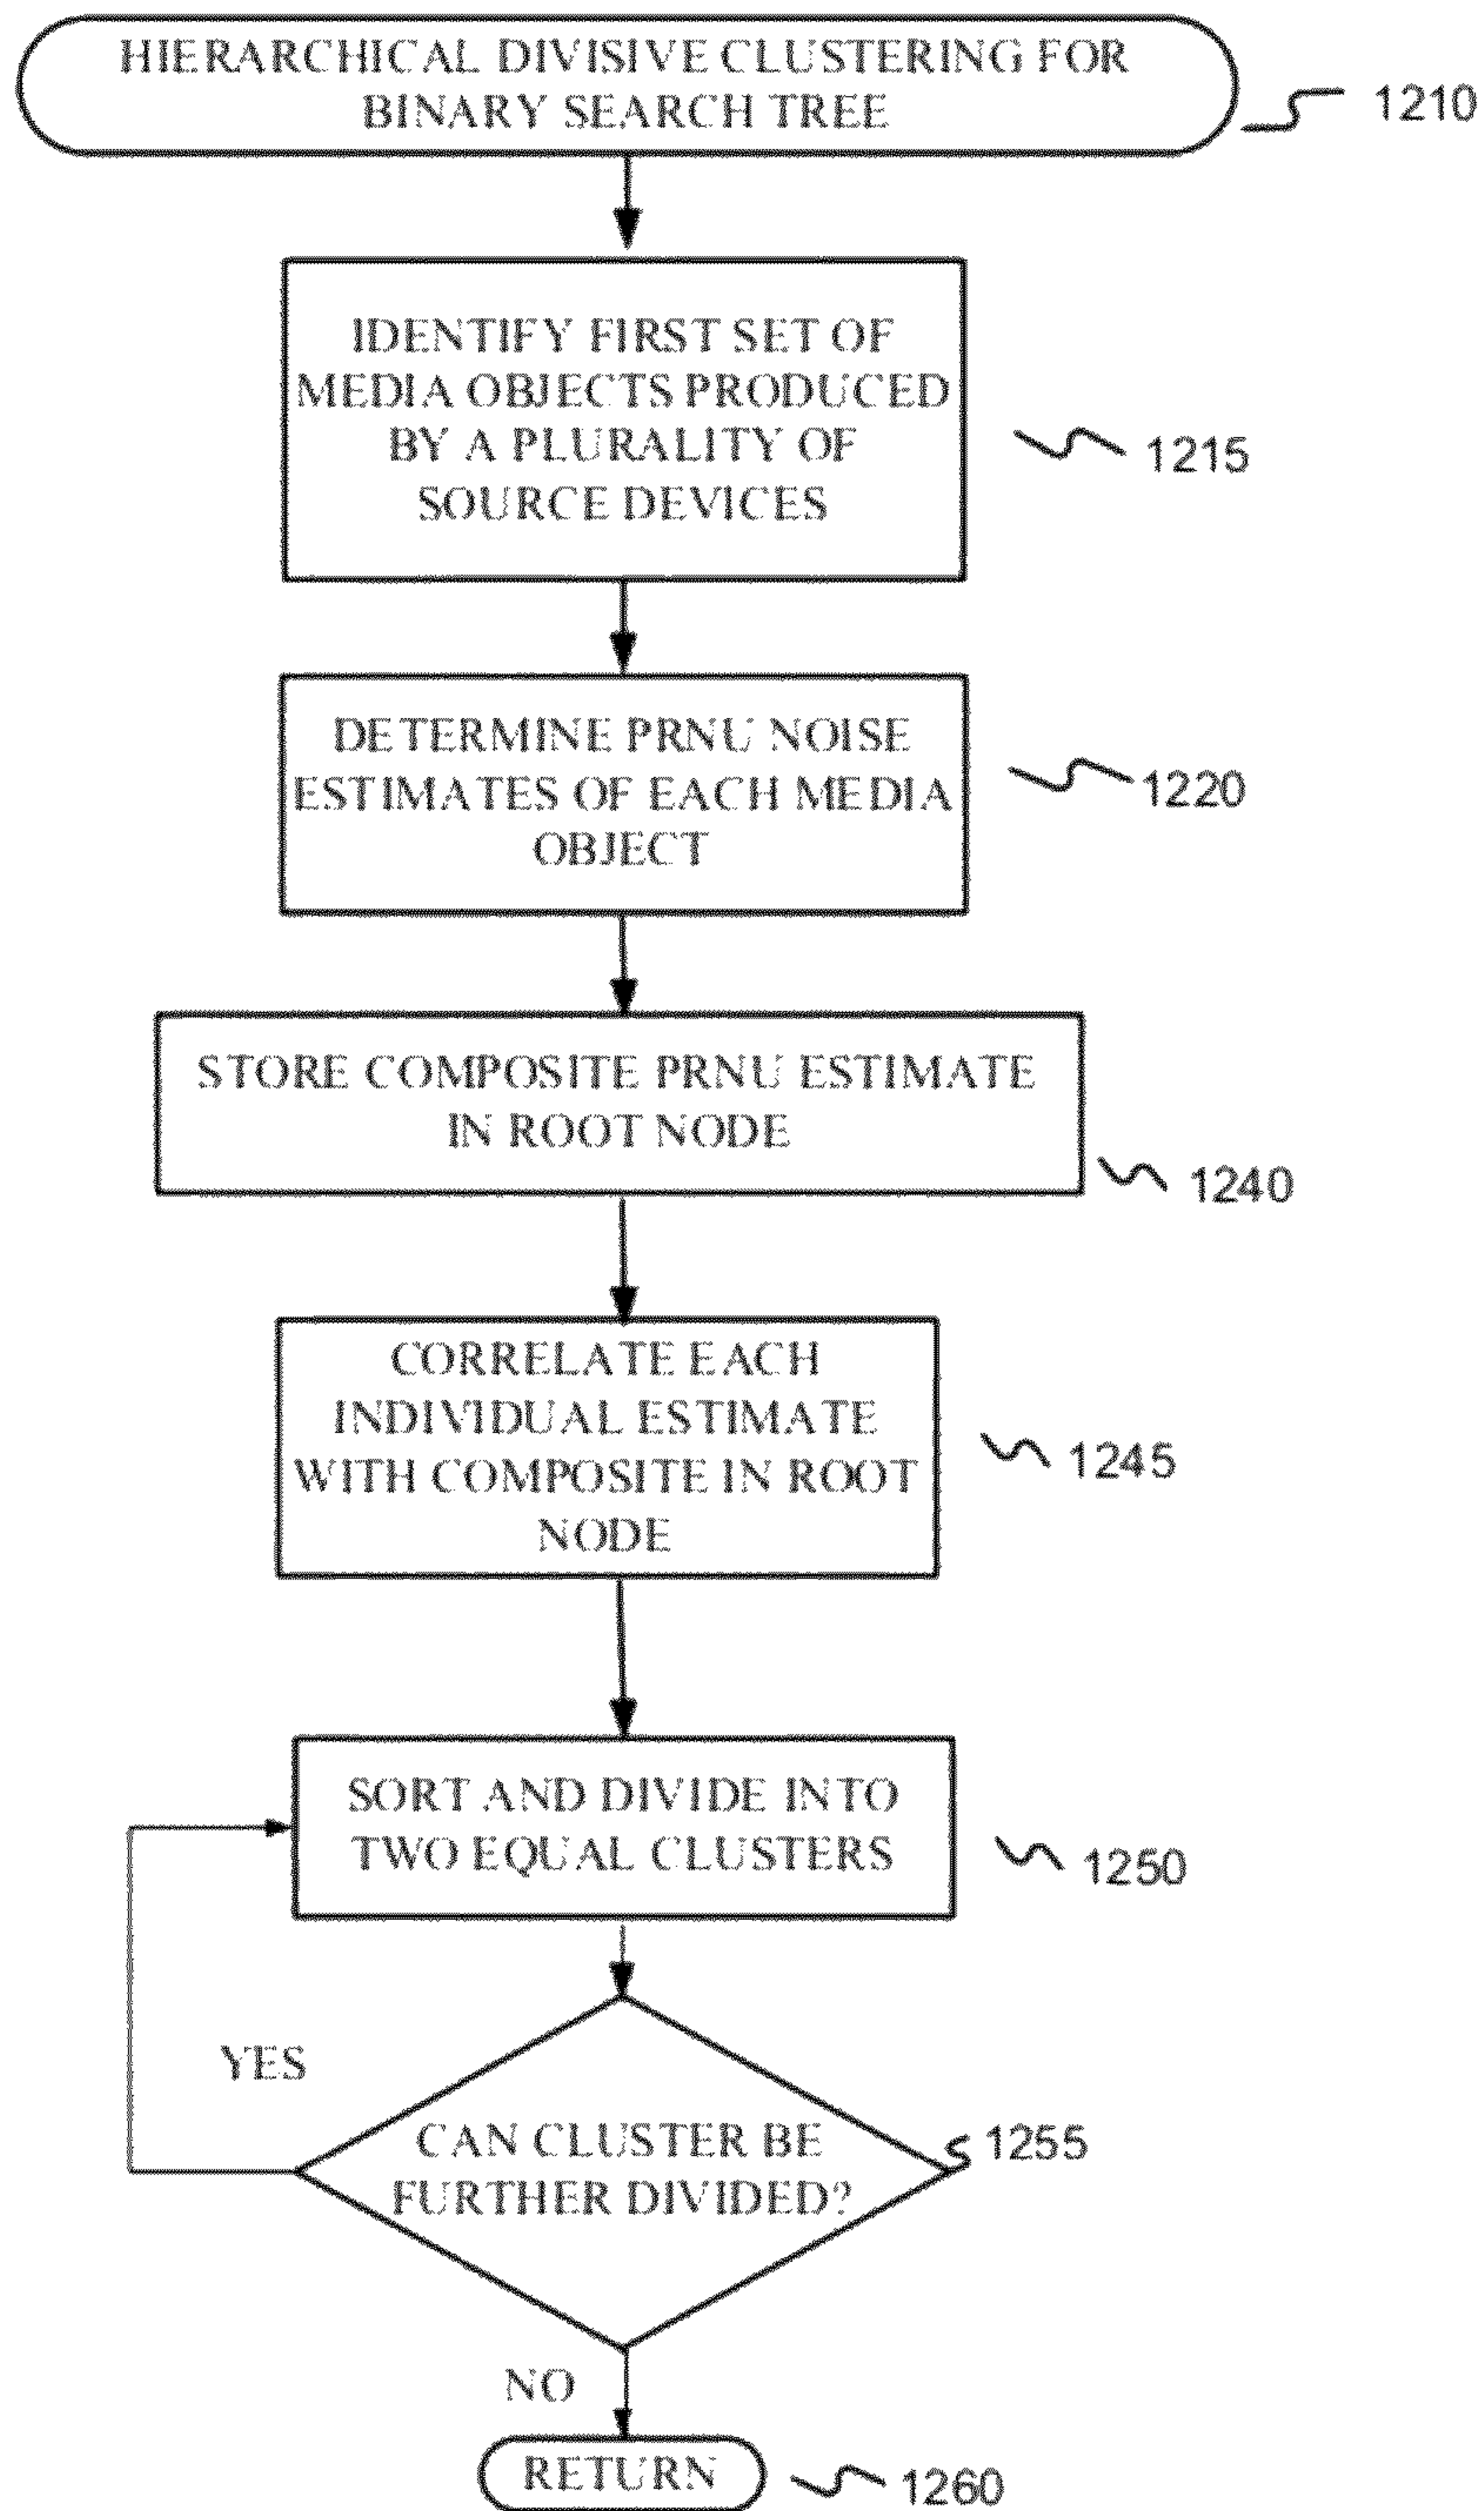 HIERARCHICAL DIVISIVE CLUSTERING FOR
BINARY SEARCH TREE
1210
IDENTIFY FIRST SET OF
MEDIA OBJECTS PRODUCED
BY A PLURALITY OF
SOURCE DEVICES
1215
DETERMINE PRNU NOISE
ESTIMATES OF EACH MEDIA
OBJECT
1220
STORE COMPOSITE PRNU ESTIMATE
IN ROOT NODE
1240
CORRELATE EACH
INDIVIDUAL ESTIMATE
WITH COMPOSITE IN ROOT
NODE
1245
SORT AND DIVIDE INTO
TWO EQUAL CLUSTERS
1250
YES
CAN CLUSTER BE
FURTHER DIVIDED?
1255
NO
RETURN
1260